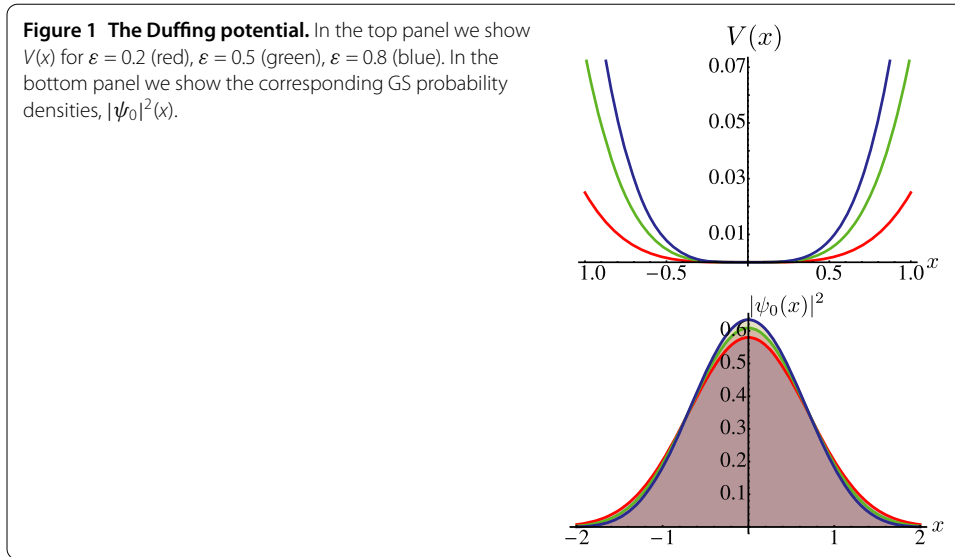 Figure 1 The Duffing potential. In the top panel we show
V(x) for ε = 0.2 (red), ε = 0.5 (green), ε = 0.8 (blue). In the
bottom panel we show the corresponding GS probability
densities, |ψ₀|²(x).
V(x)
0.07
0.05
0.03
0.01
1.0 −0.5 0.5 1.0 x
|ψ₀(x)|²
0.6
0.5
0.4
0.3
0.2
0.1
−2 −1 1 2 x